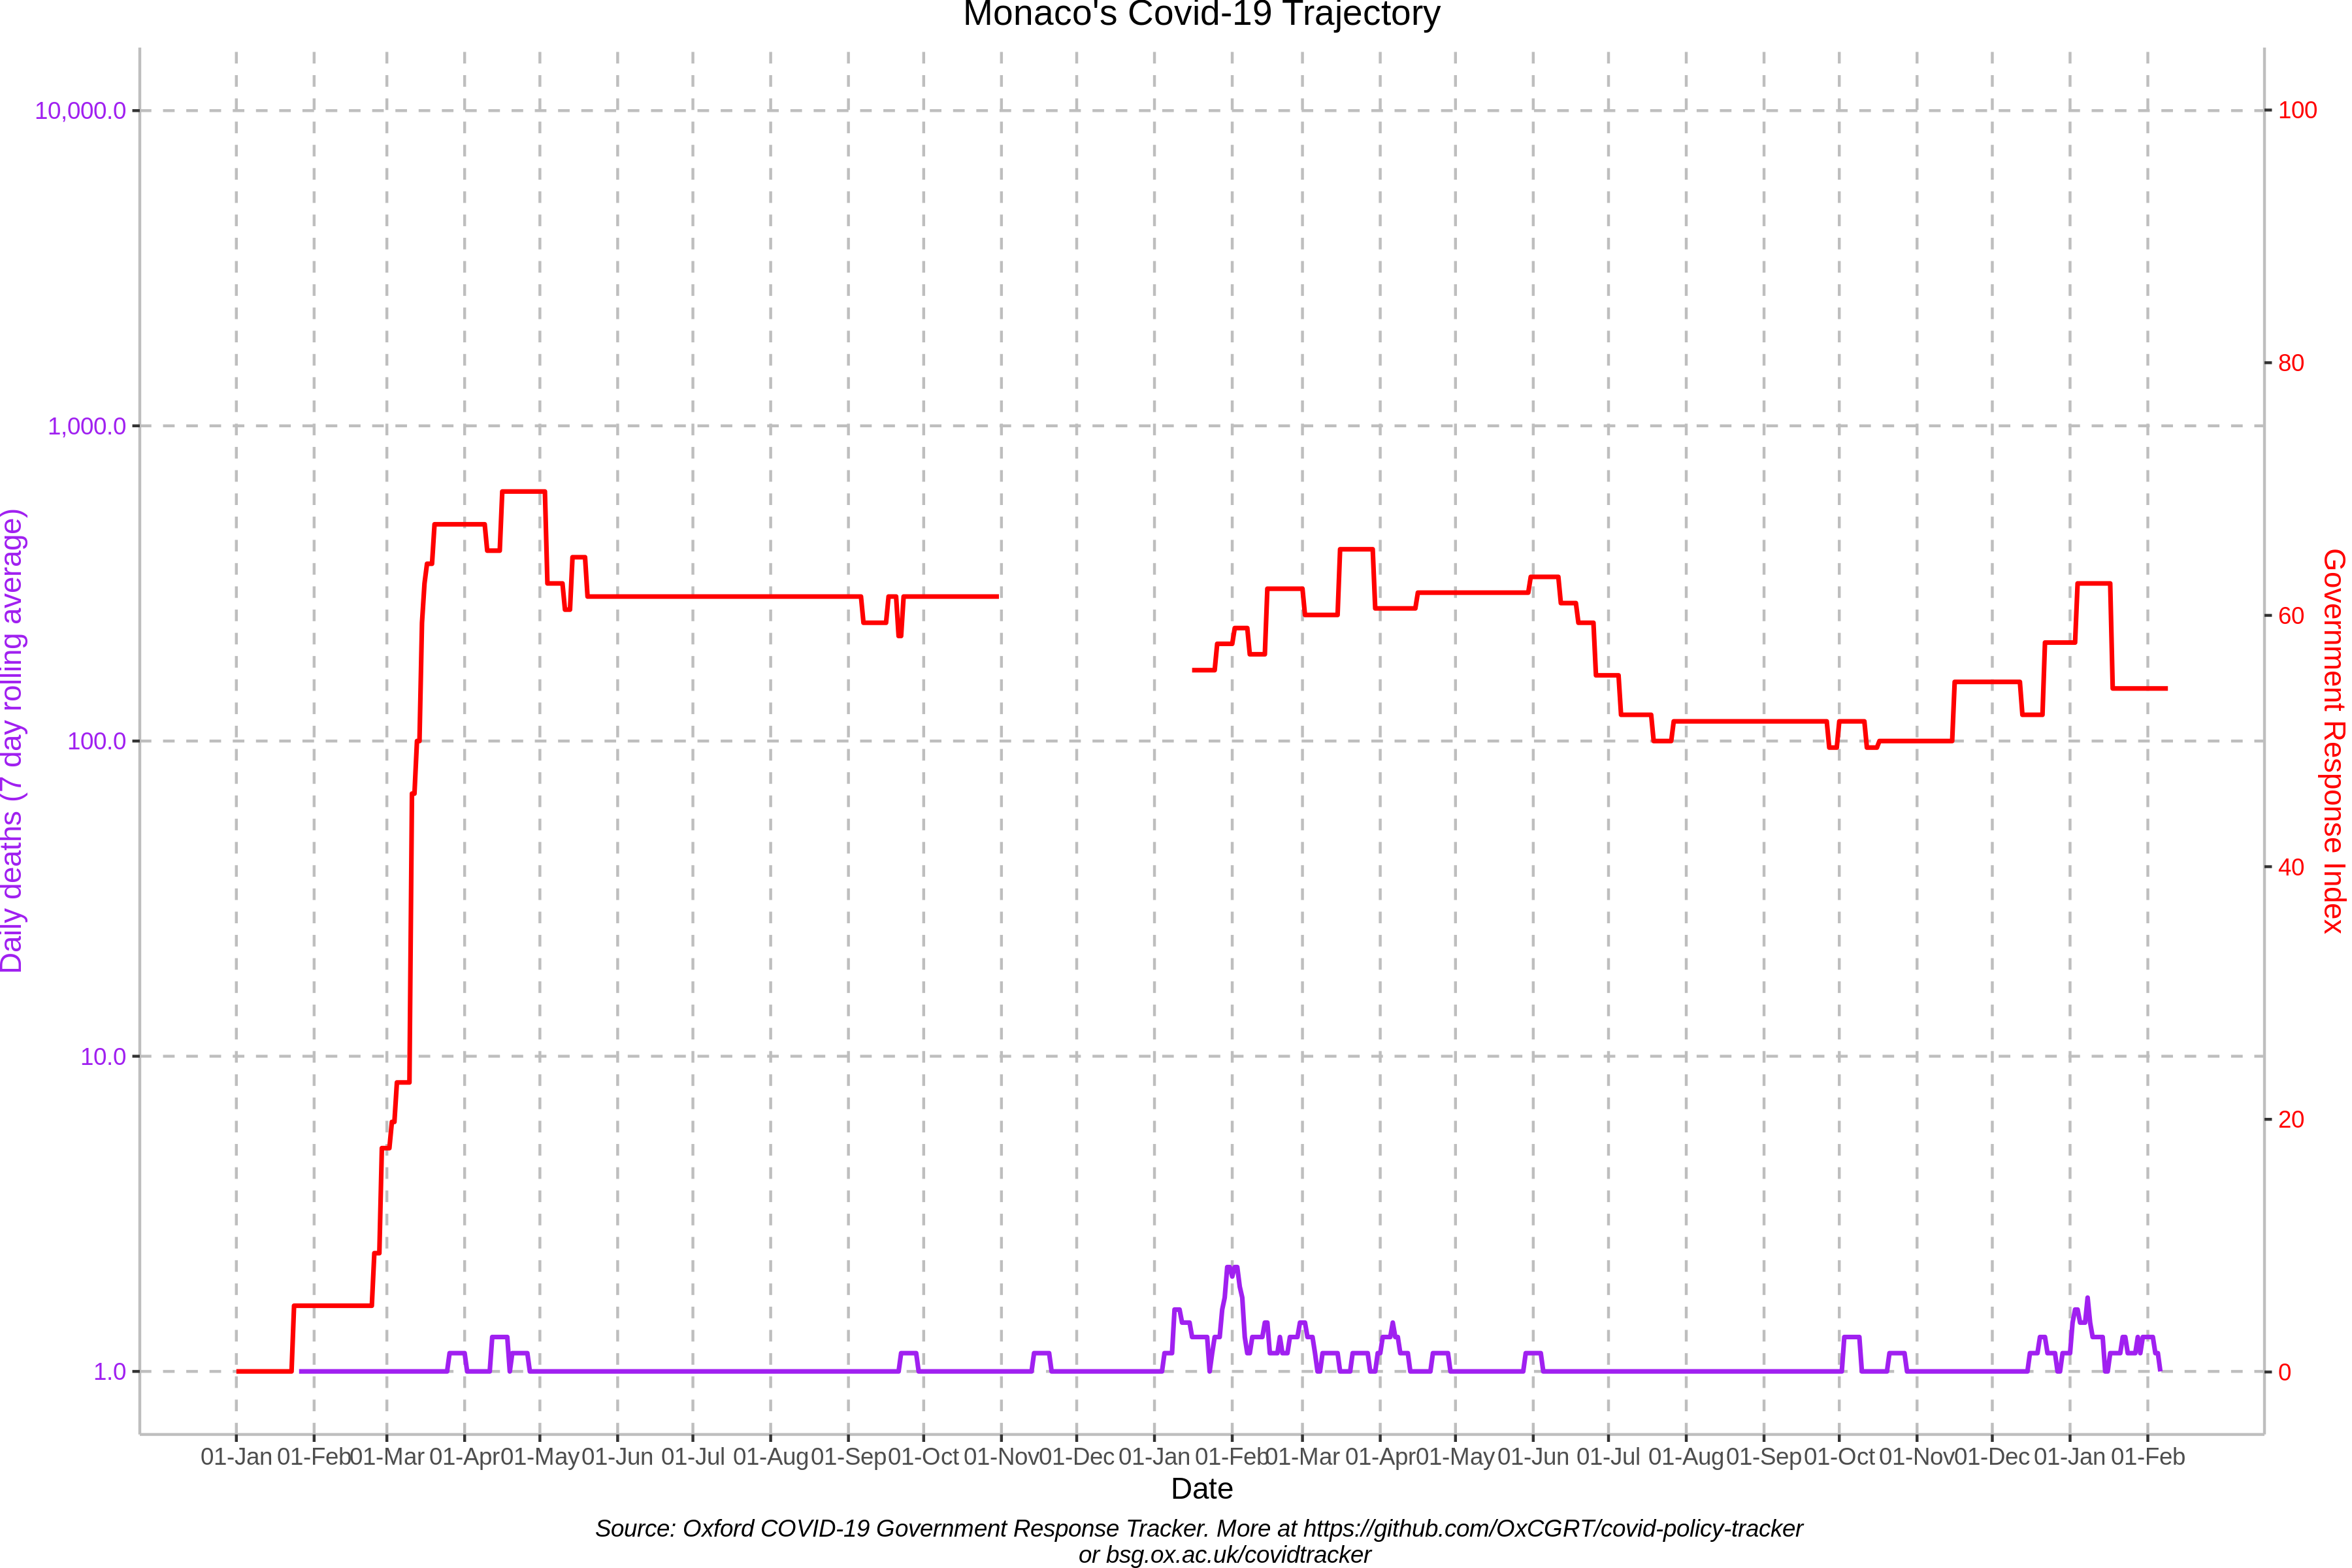 Monaco's Covid-19 Trajectory
10,000.0
1,000.0
100.0
10.0
1.0
Daily deaths (7 day rolling average)
100
80
60
40
20
0
Government Response Index
01-Jan 01-Feb 01-Mar 01-Apr 01-May 01-Jun 01-Jul 01-Aug 01-Sep 01-Oct 01-Nov 01-Dec 01-Jan 01-Feb 01-Mar 01-Apr 01-May 01-Jun 01-Jul 01-Aug 01-Sep 01-Oct 01-Nov 01-Dec 01-Jan 01-Feb
Date
Source: Oxford COVID-19 Government Response Tracker. More at https://github.com/OxCGRT/covid-policy-tracker
or bsg.ox.ac.uk/covidtracker